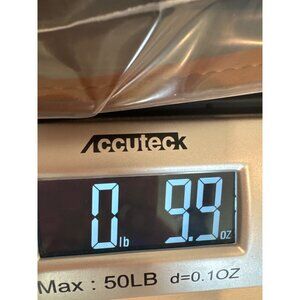 Accuteck
0 lb 9.9 oz
Max : 50LB d=0.1OZ